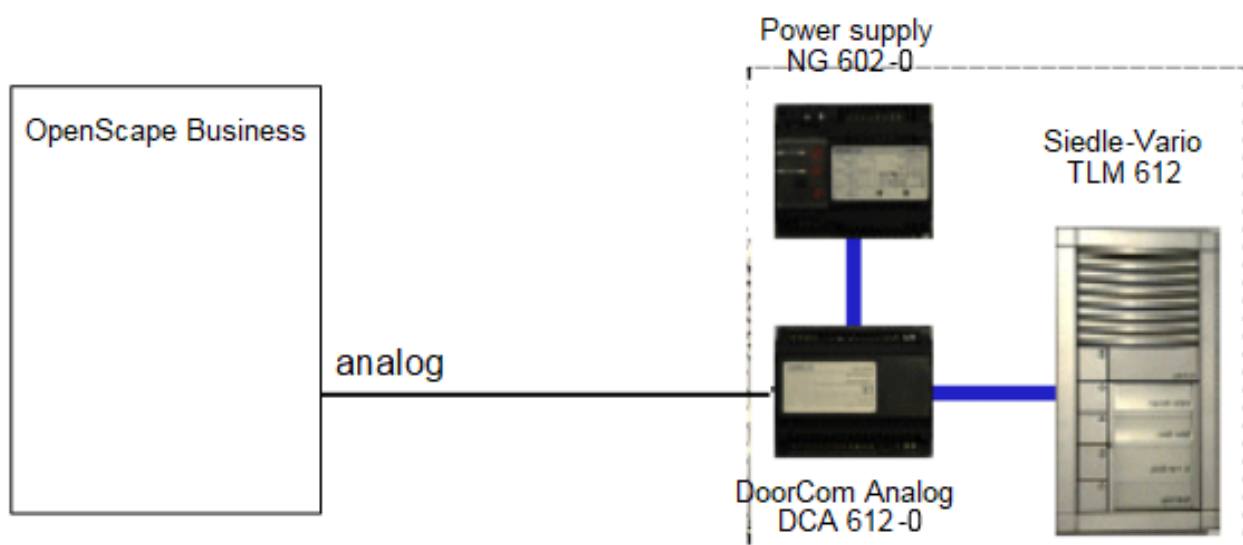 Power supply
NG 602-0
OpenScape Business
Siedle-Vario
TLM 612
analog
DoorCom Analog
DCA 612-0